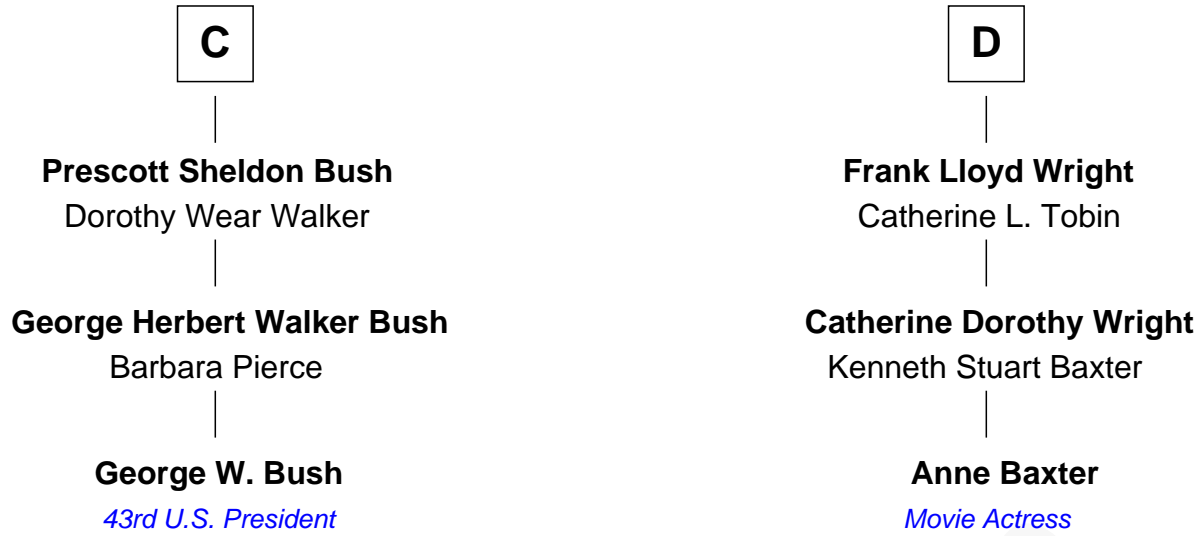 C
Prescott Sheldon Bush
Dorothy Wear Walker
George Herbert Walker Bush
Barbara Pierce
George W. Bush
43rd U.S. President
D
Frank Lloyd Wright
Catherine L. Tobin
Catherine Dorothy Wright
Kenneth Stuart Baxter
Anne Baxter
Movie Actress